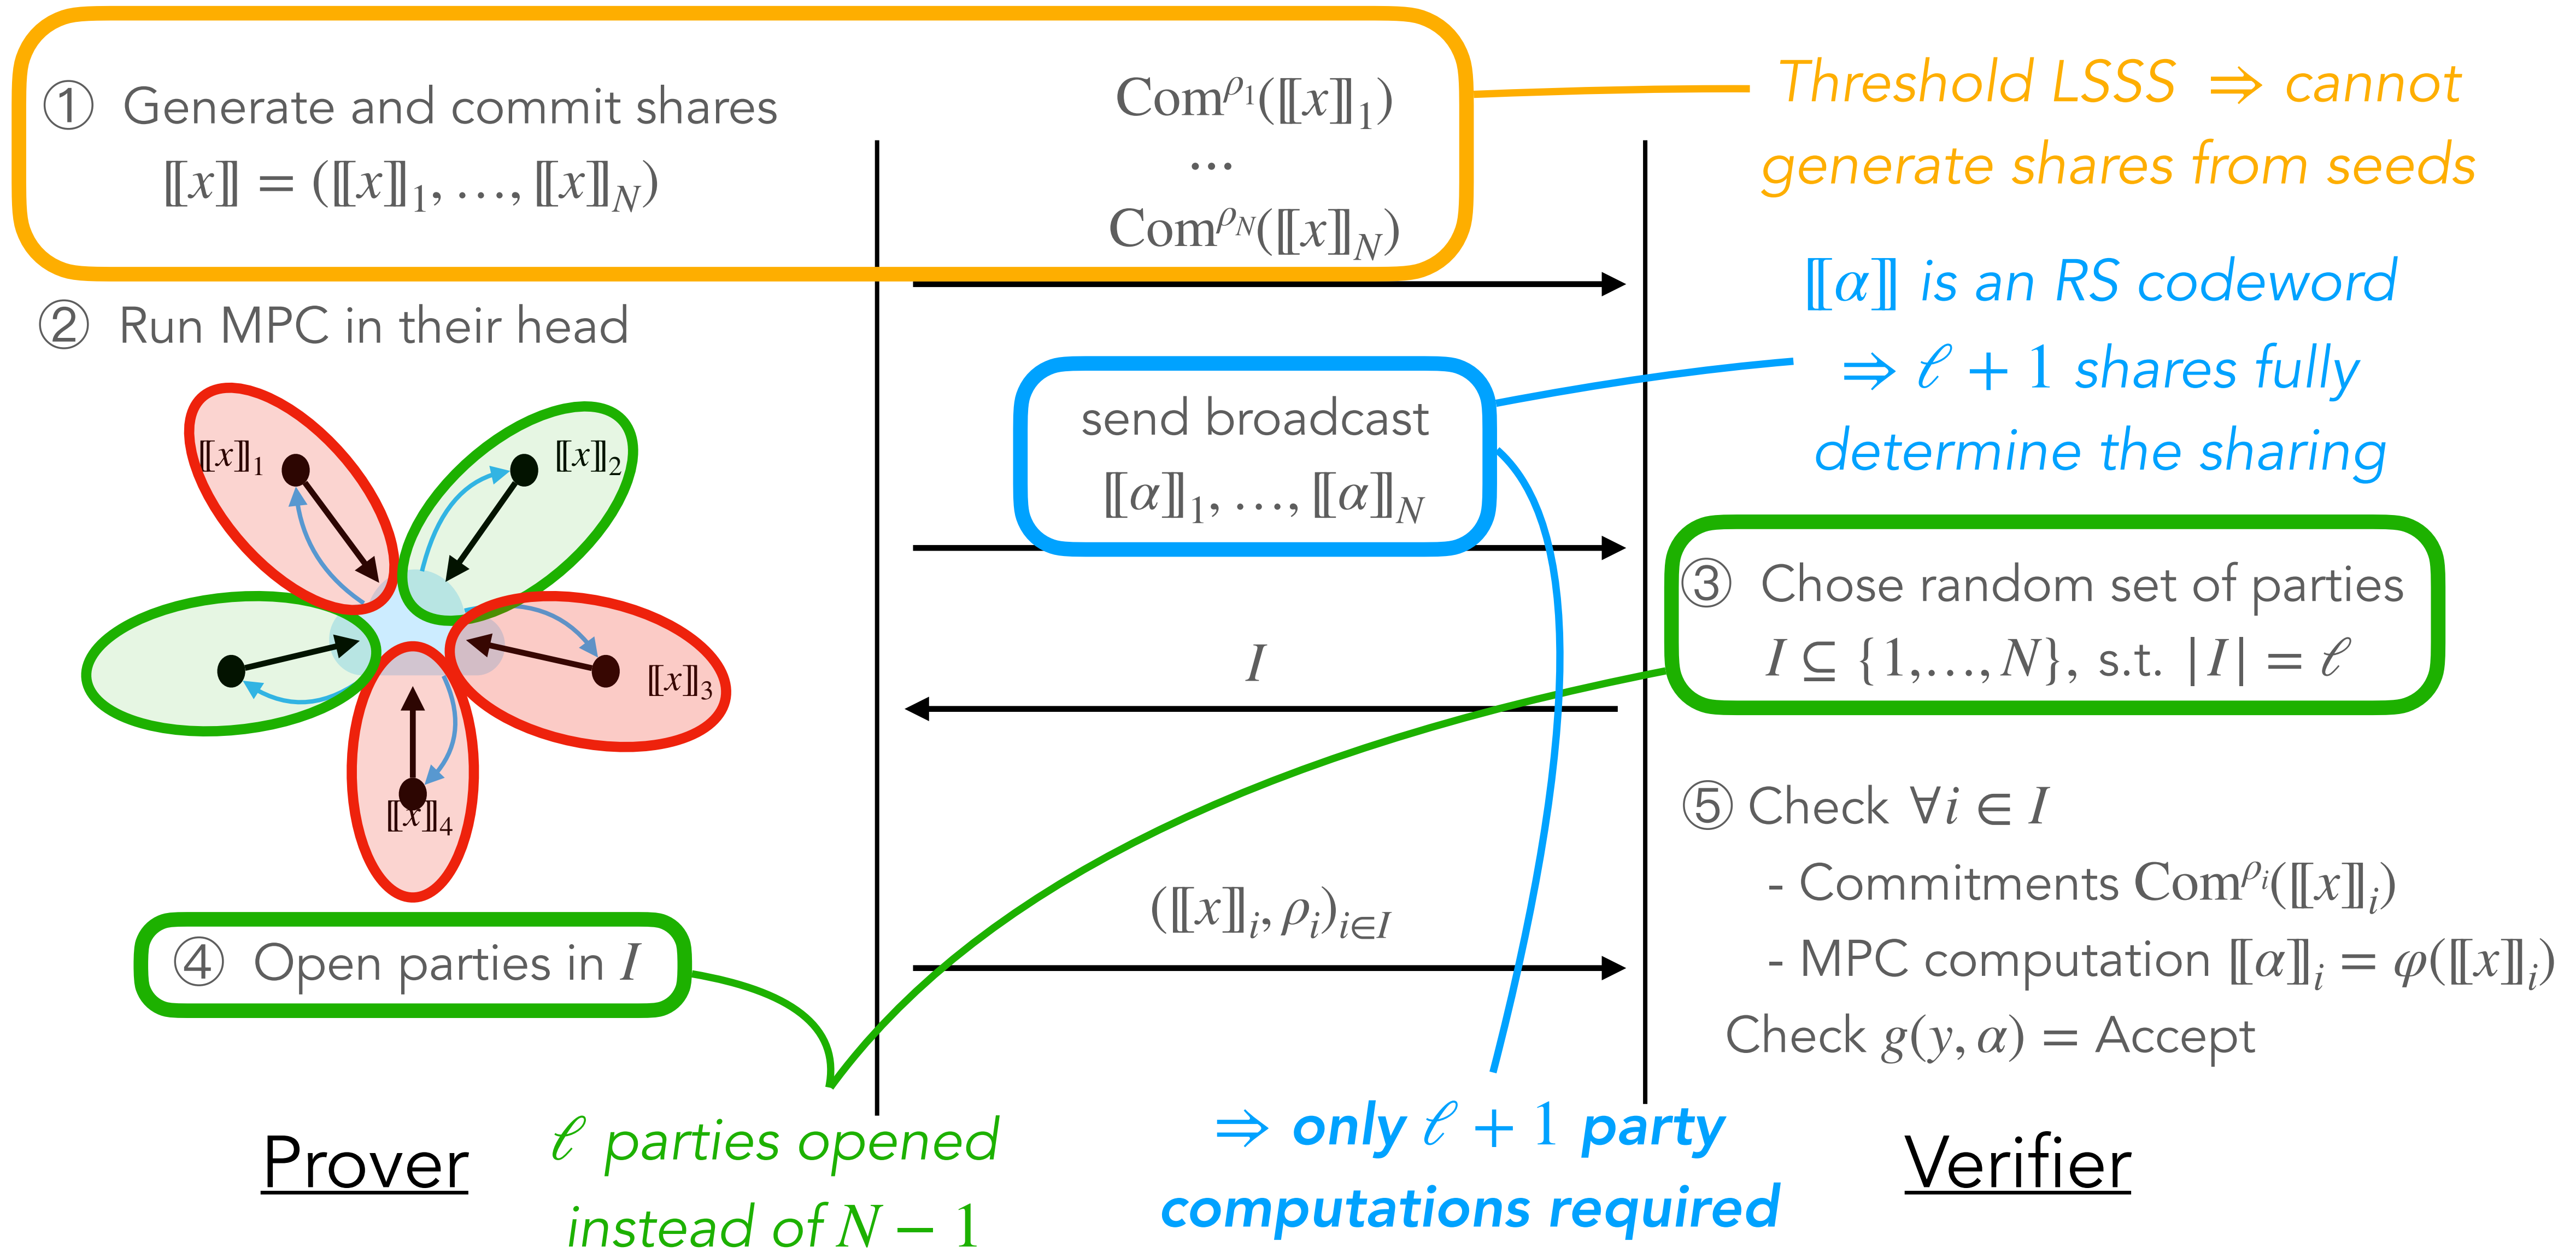 ① Generate and commit shares
⟦x⟧ = (⟦x⟧₁, …, ⟦x⟧_N)
Com^{ρ₁}(⟦x⟧₁)
…
Com^{ρ_N}(⟦x⟧_N)
Threshold LSSS ⇒ cannot
generate shares from seeds
② Run MPC in their head
⟦x⟧₁
⟦x⟧₂
⟦x⟧₃
⟦x⟧₄
send broadcast
⟦α⟧₁, …, ⟦α⟧_N
⟦α⟧ is an RS codeword
⇒ ℓ + 1 shares fully
determine the sharing
③ Chose random set of parties
I ⊆ {1,…, N}, s.t. |I| = ℓ
I
④ Open parties in I
(⟦x⟧ᵢ, ρᵢ)_{i∈I}
⑤ Check ∀i ∈ I
- Commitments Com^{ρᵢ}(⟦x⟧ᵢ)
- MPC computation ⟦α⟧ᵢ = φ(⟦x⟧ᵢ)
Check g(y, α) = Accept
Prover
ℓ parties opened
instead of N − 1
⇒ only ℓ + 1 party
computations required
Verifier